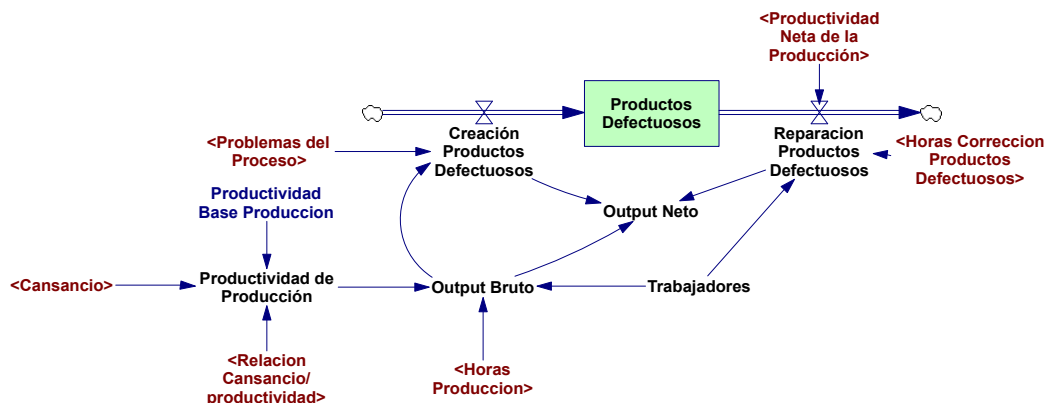 <Productividad
Neta de la
Producción>
Productos
Defectuosos
Creación
Productos
Defectuosos
Reparacion
Productos
Defectuosos
<Problemas del
Proceso>
<Horas Correccion
Productos
Defectuosos>
Productividad
Base Produccion
Output Neto
<Cansancio>
Productividad de
Producción
Output Bruto
Trabajadores
<Relacion
Cansancio/
productividad>
<Horas
Produccion>